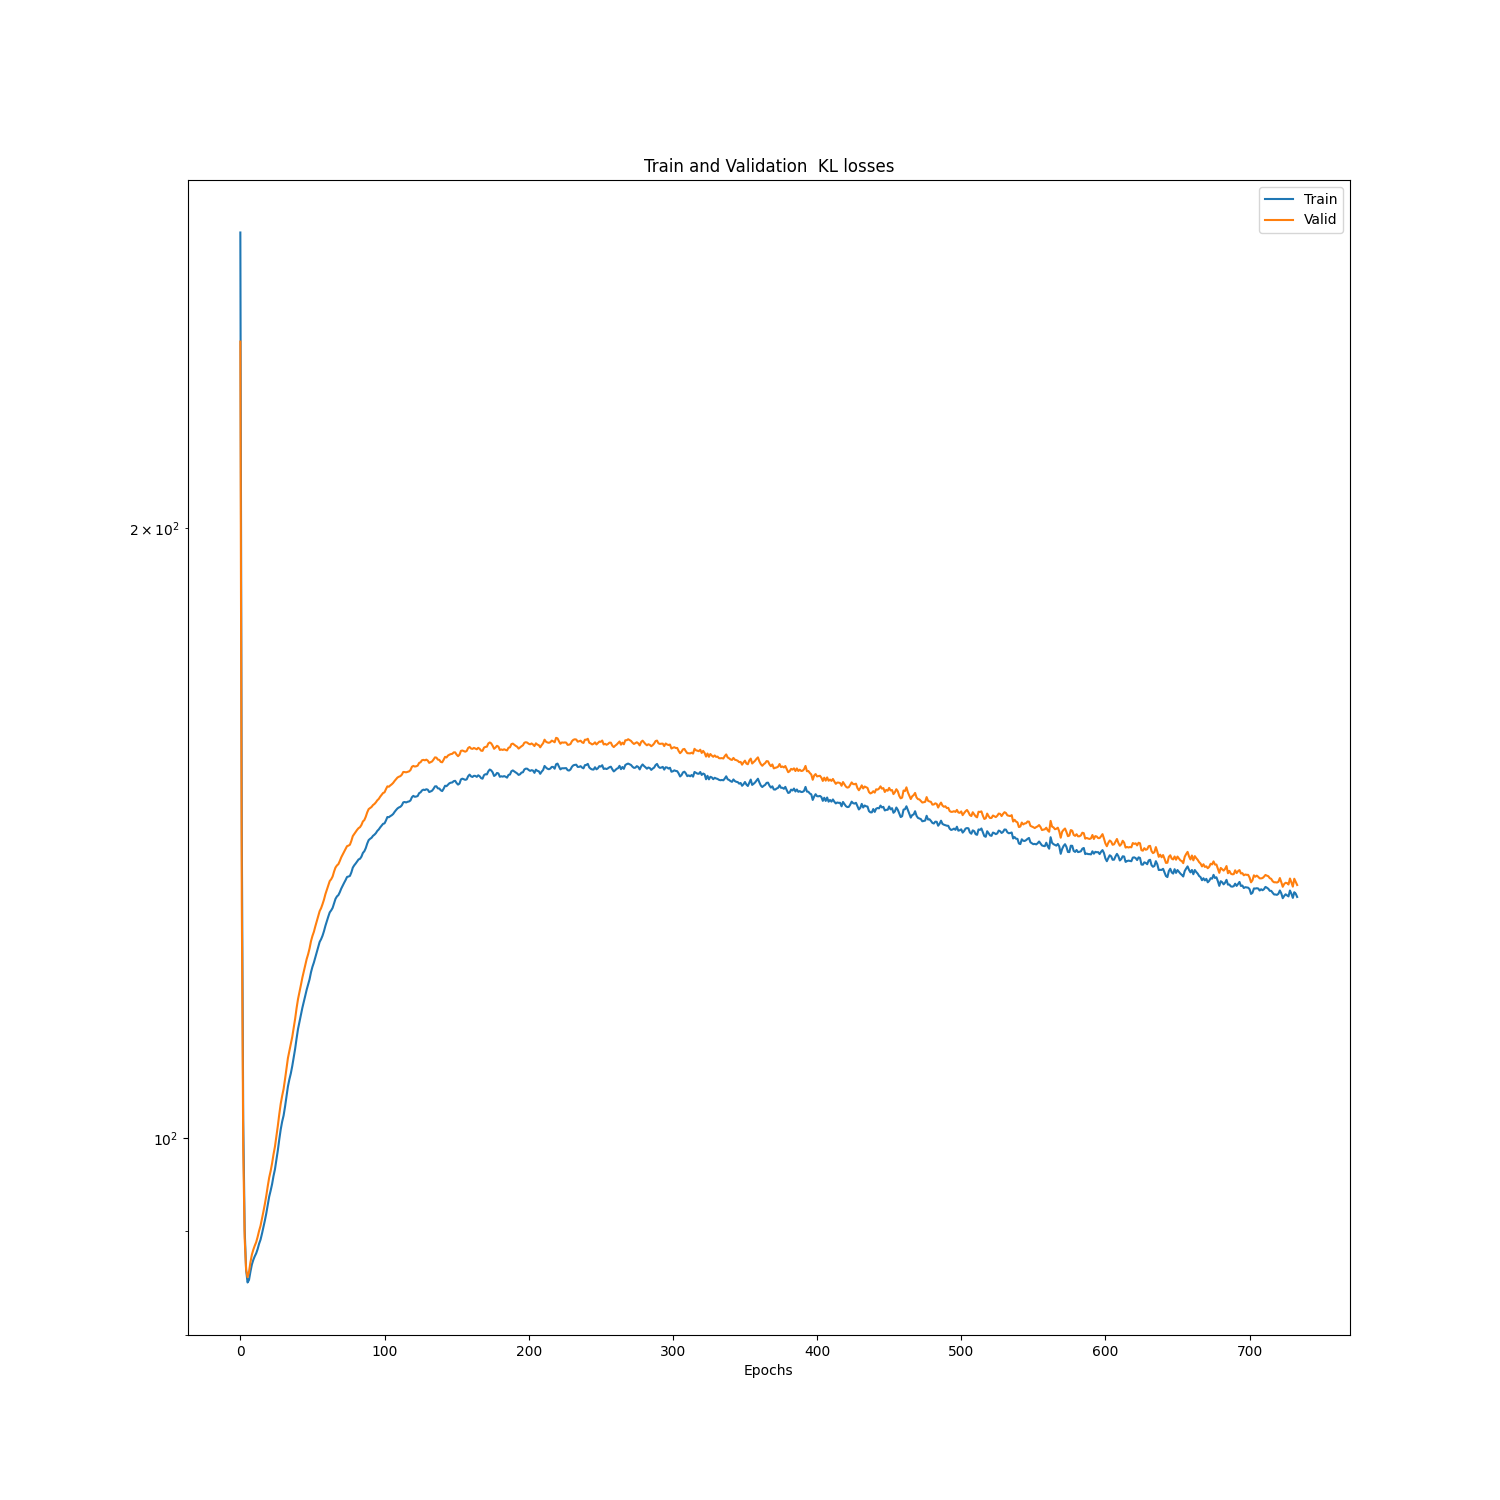 Train and Validation  KL losses
Train
Valid
2 × 10²
10²
0 100 200 300 400 500 600 700
Epochs